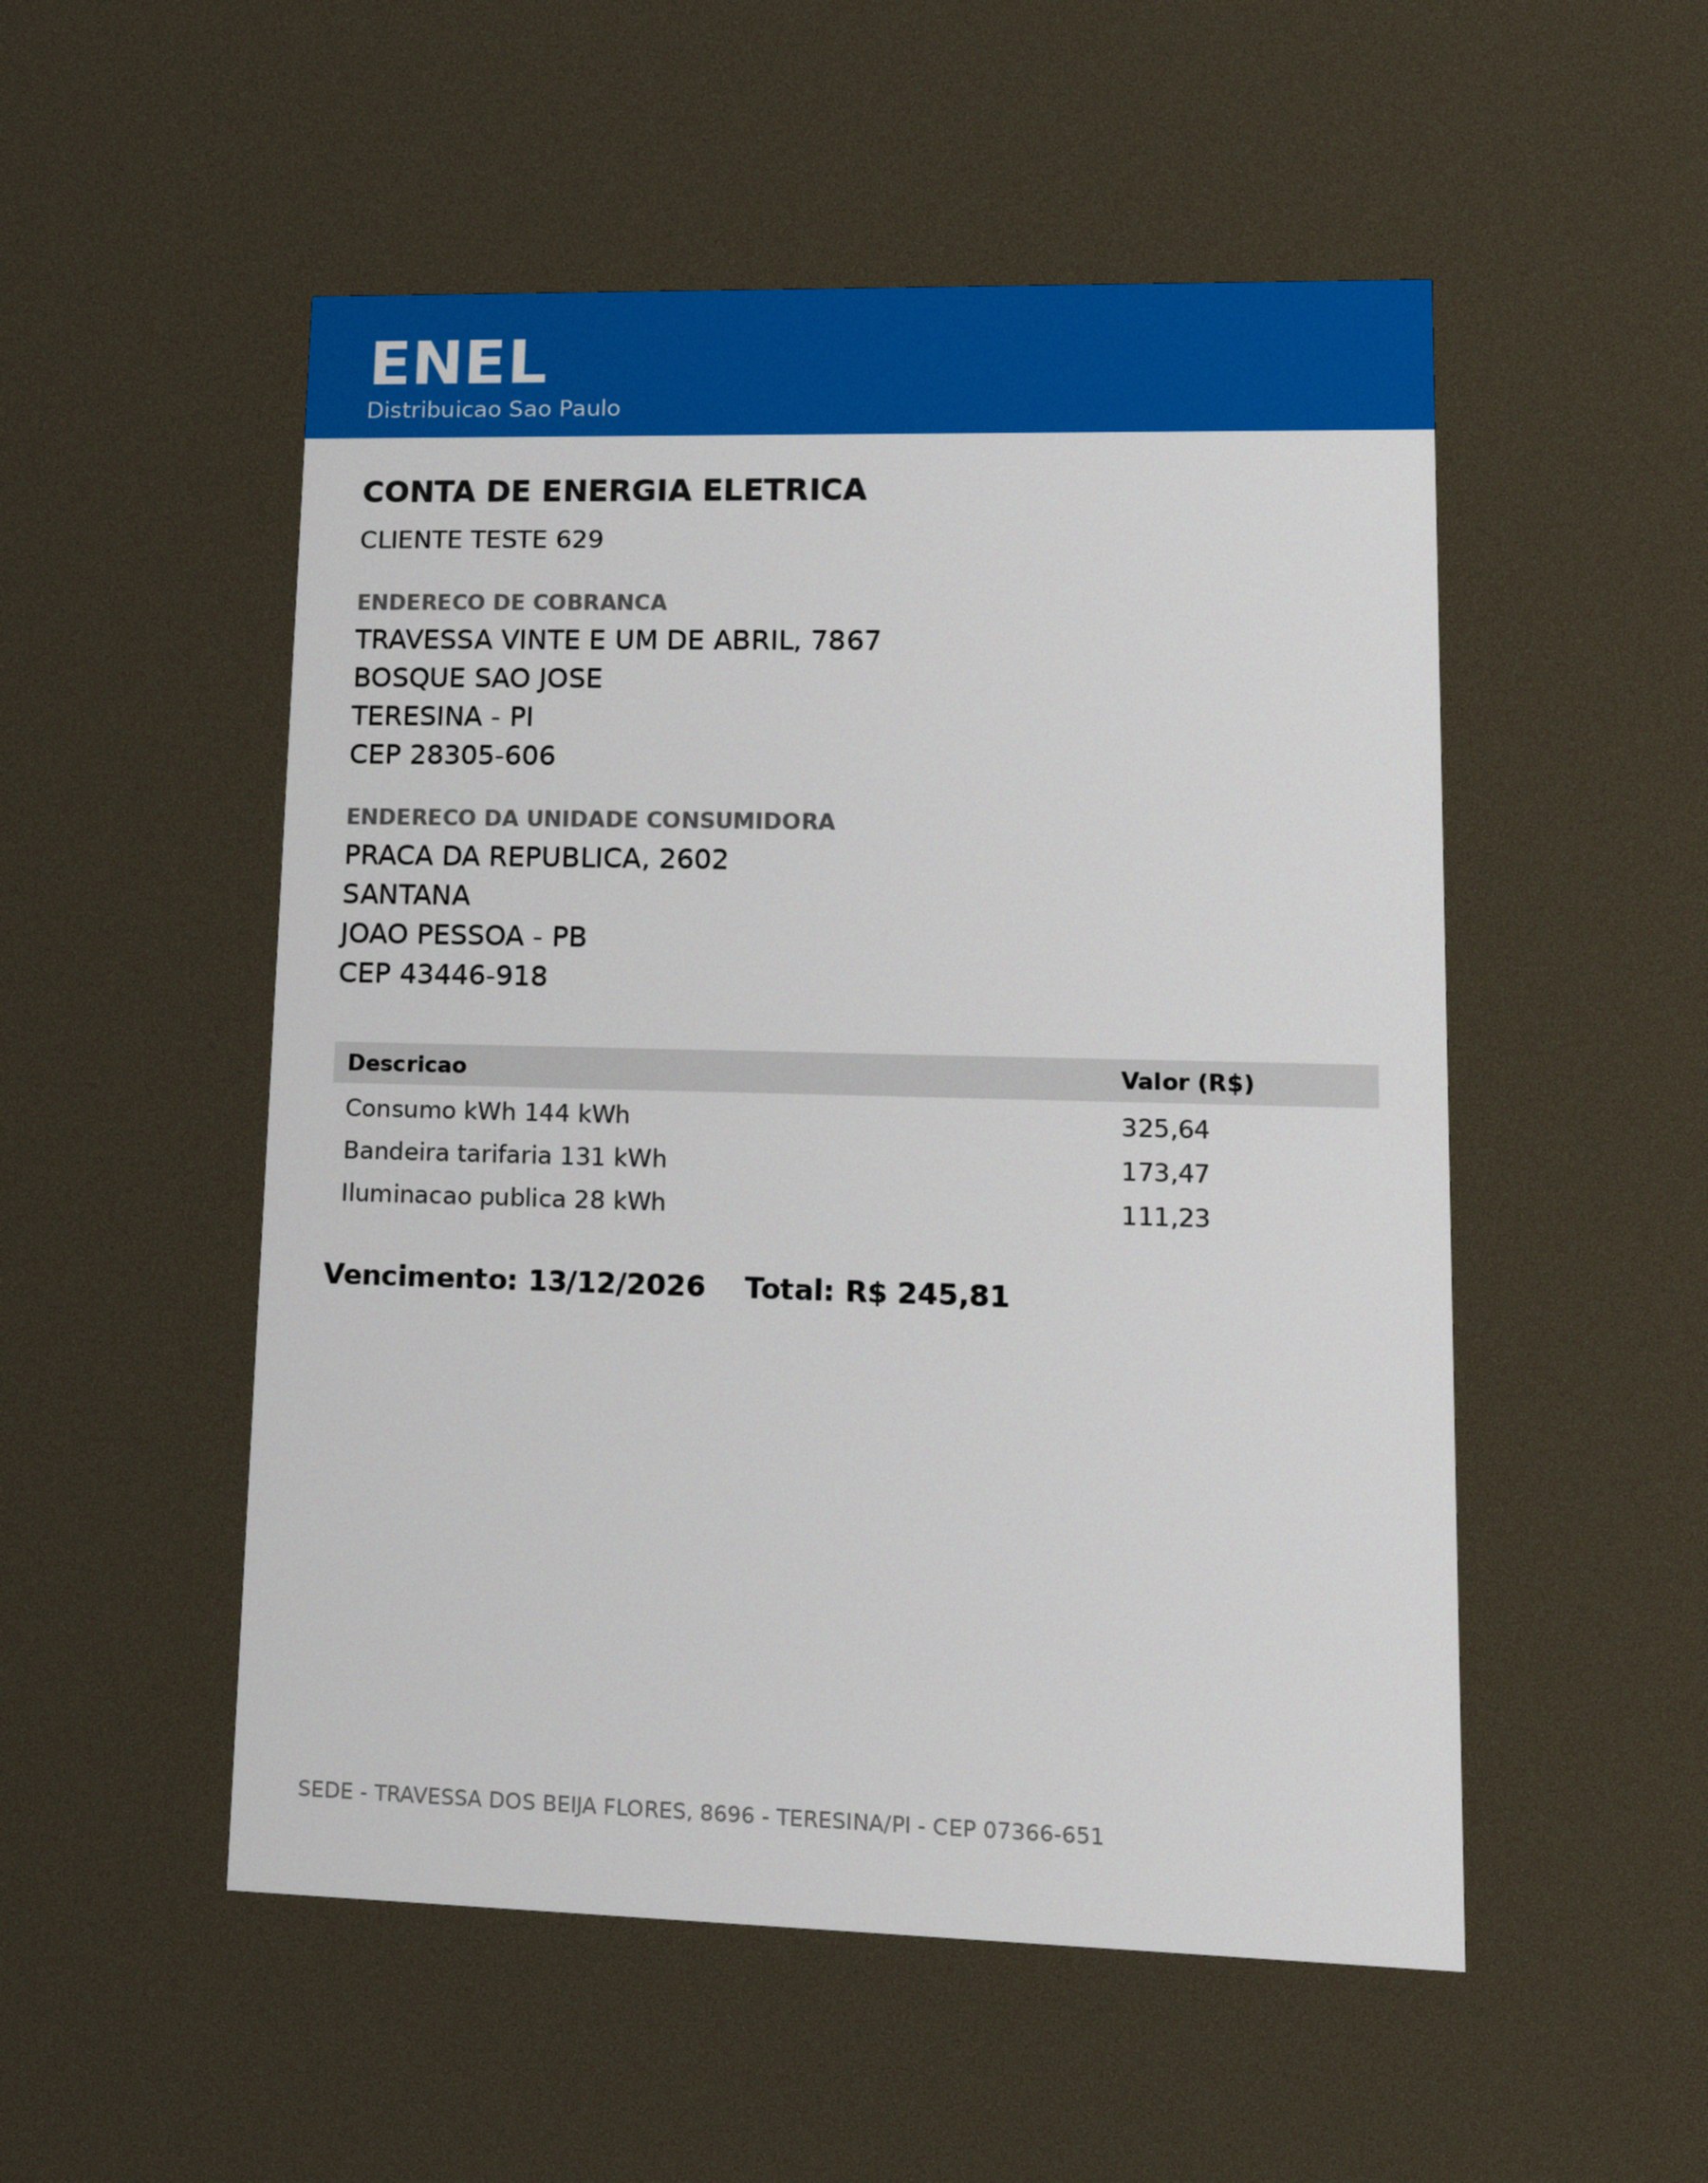 ENEL
Distribuicao Sao Paulo
CONTA DE ENERGIA ELETRICA
CLIENTE TESTE 629
ENDERECO DE COBRANCA
TRAVESSA VINTE E UM DE ABRIL, 7867
BOSQUE SAO JOSE
TERESINA - PI
CEP 28305-606
ENDERECO DA UNIDADE CONSUMIDORA
PRACA DA REPUBLICA, 2602
SANTANA
JOAO PESSOA - PB
CEP 43446-918
Descricao Valor (R$)
Consumo kWh 144 kWh 325,64
Bandeira tarifaria 131 kWh 173,47
Iluminacao publica 28 kWh 111,23
Vencimento: 13/12/2026 Total: R$ 245,81
SEDE - TRAVESSA DOS BEIJA FLORES, 8696 - TERESINA/PI - CEP 07366-651